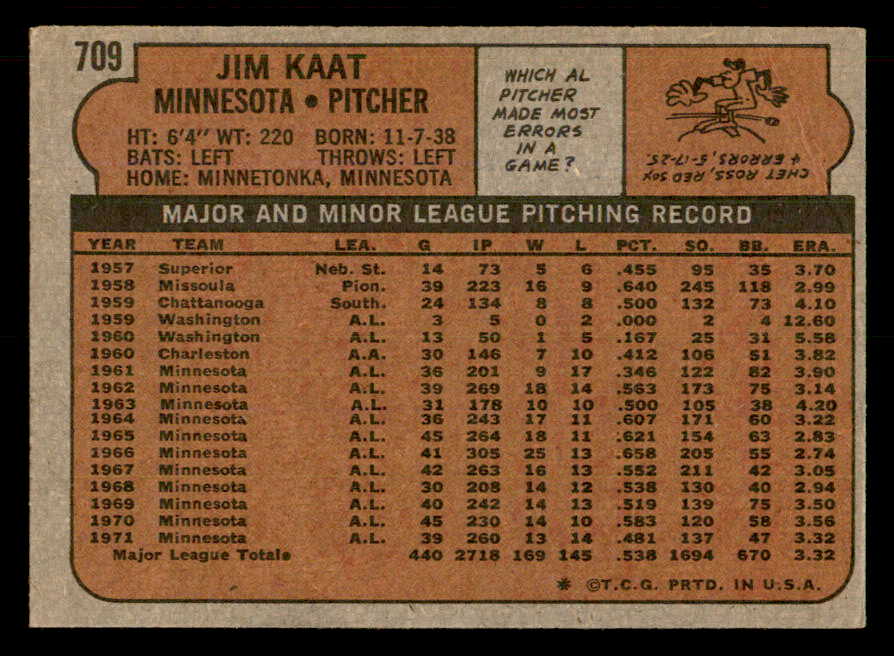 709
JIM KAAT
MINNESOTA • PITCHER
HT: 6'4" WT: 220 BORN: 11-7-38
BATS: LEFT THROWS: LEFT
HOME: MINNETONKA, MINNESOTA
WHICH AL
PITCHER
MADE MOST
ERRORS
IN A
GAME?
CHET ROSS, RED SOX
4 ERRORS, 5-17-25.
MAJOR AND MINOR LEAGUE PITCHING RECORD
YEAR TEAM LEA. G IP W L PCT. SO. BB. ERA.
1957 Superior Neb. St. 14 73 5 6 .455 95 35 3.70
1958 Missoula Pion. 39 223 16 9 .640 245 118 2.99
1959 Chattanooga South. 24 134 8 8 .500 132 73 4.10
1959 Washington A.L. 3 5 0 2 .000 2 4 12.60
1960 Washington A.L. 13 50 1 5 .167 25 31 5.58
1960 Charleston A.A. 30 146 7 10 .412 106 51 3.82
1961 Minnesota A.L. 36 201 9 17 .346 122 82 3.90
1962 Minnesota A.L. 39 269 18 14 .563 173 75 3.14
1963 Minnesota A.L. 31 178 10 10 .500 105 38 4.20
1964 Minnesota A.L. 36 243 17 11 .607 171 60 3.22
1965 Minnesota A.L. 45 264 18 11 .621 154 63 2.83
1966 Minnesota A.L. 41 305 25 13 .658 205 55 2.74
1967 Minnesota A.L. 42 263 16 13 .552 211 42 3.05
1968 Minnesota A.L. 30 208 14 12 .538 130 40 2.94
1969 Minnesota A.L. 40 242 14 13 .519 139 75 3.50
1970 Minnesota A.L. 45 230 14 10 .583 120 58 3.56
1971 Minnesota A.L. 39 260 13 14 .481 137 47 3.32
Major League Totals 440 2718 169 145 .538 1694 670 3.32
* ©T.C.G. PRTD. IN U.S.A.